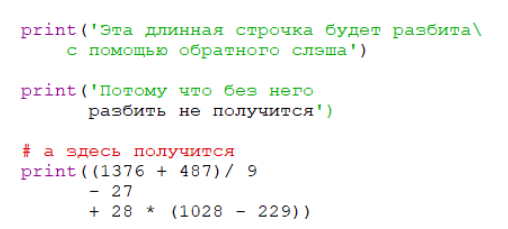 print('Эта длинная строчка будет разбита\
    с помощью обратного слэша')
print('Потому что без него
      разбить не получится')
# а здесь получится
print((1376 + 487)/ 9
      - 27
      + 28 * (1028 - 229))